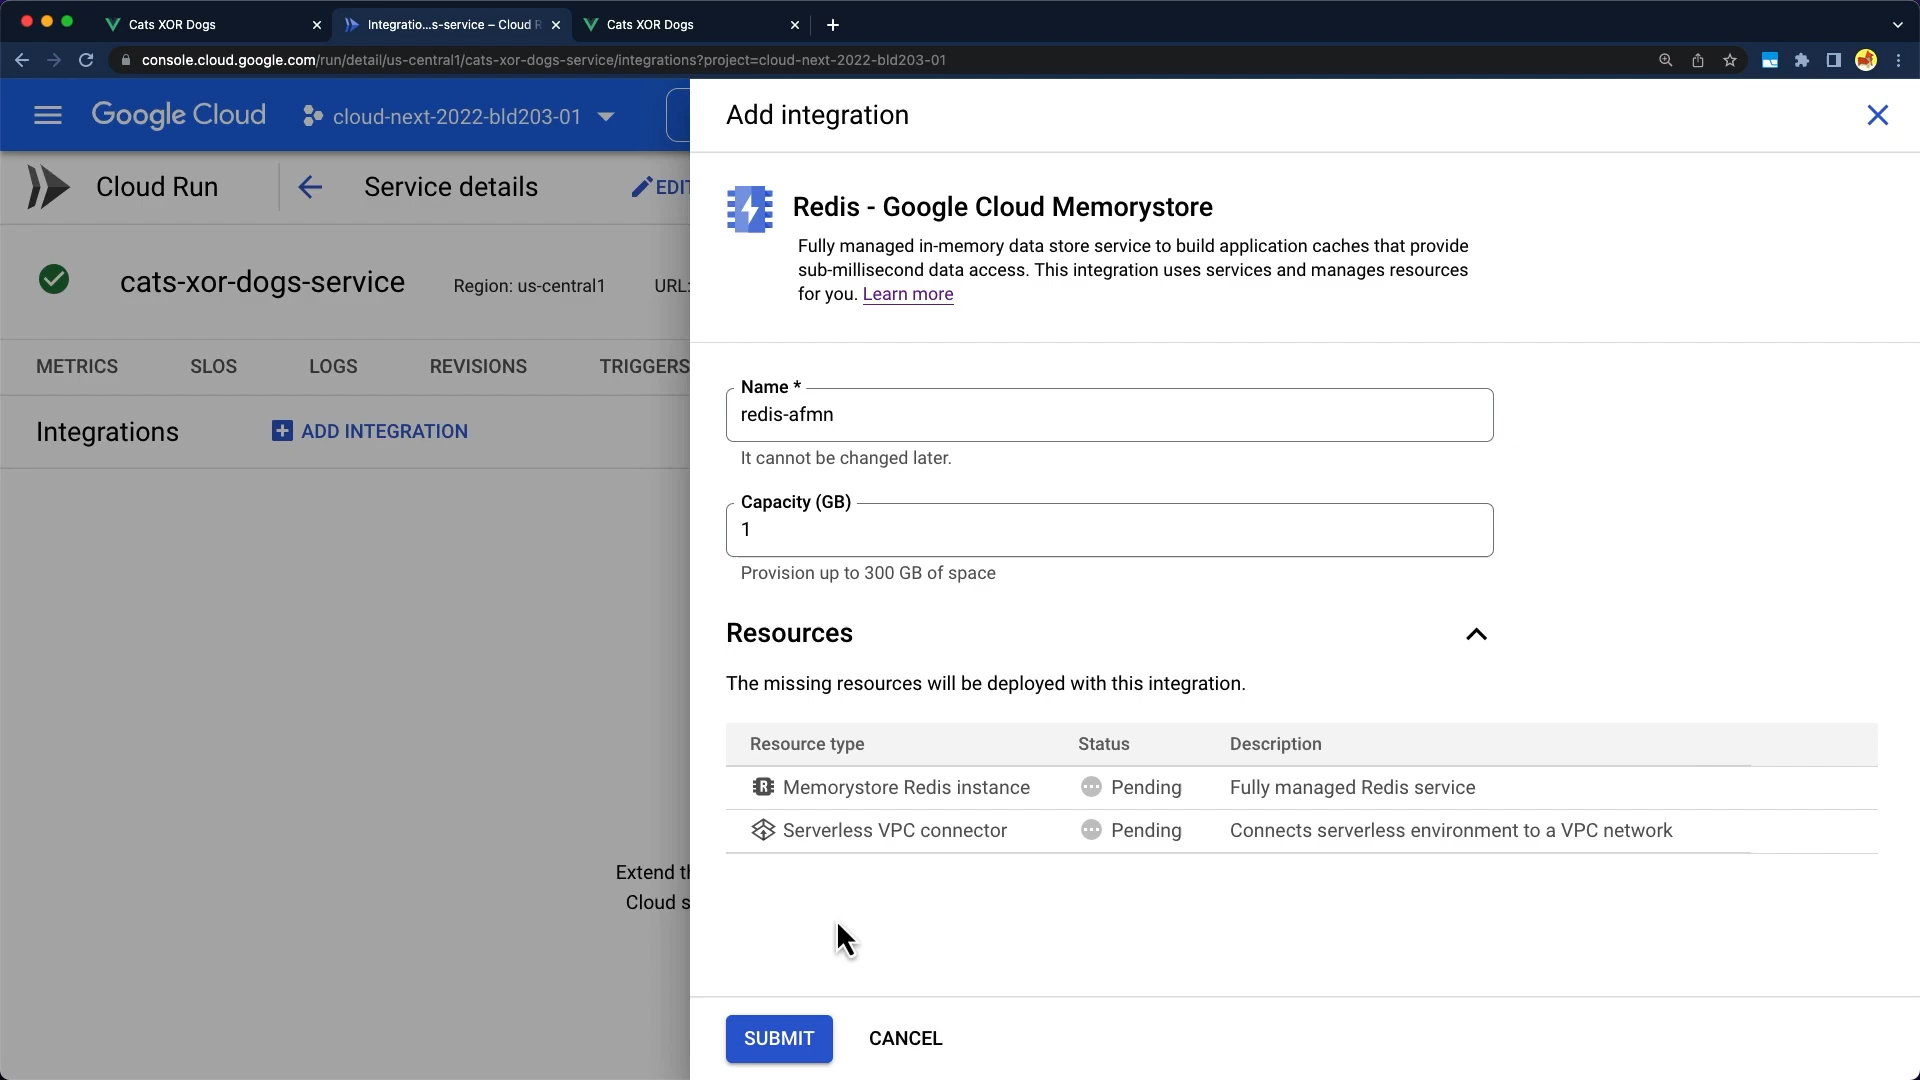 Cats XOR Dogs
Integratio...s-service – Cloud R
Cats XOR Dogs
console.cloud.google.com/run/detail/us-central1/cats-xor-dogs-service/integrations?project=cloud-next-2022-bld203-01
Google Cloud
cloud-next-2022-bld203-01
Cloud Run
Service details
EDIT
cats-xor-dogs-service
Region: us-central1
URL:
METRICS
SLOS
LOGS
REVISIONS
TRIGGERS
Integrations
ADD INTEGRATION
Extend th
Cloud s
Add integration
Redis - Google Cloud Memorystore
Fully managed in-memory data store service to build application caches that provide
sub-millisecond data access. This integration uses services and manages resources
for you. Learn more
Name *
redis-afmn
It cannot be changed later.
Capacity (GB)
1
Provision up to 300 GB of space
Resources
The missing resources will be deployed with this integration.
Resource type Status Description
R Memorystore Redis instance Pending Fully managed Redis service
Serverless VPC connector Pending Connects serverless environment to a VPC network
SUBMIT
CANCEL